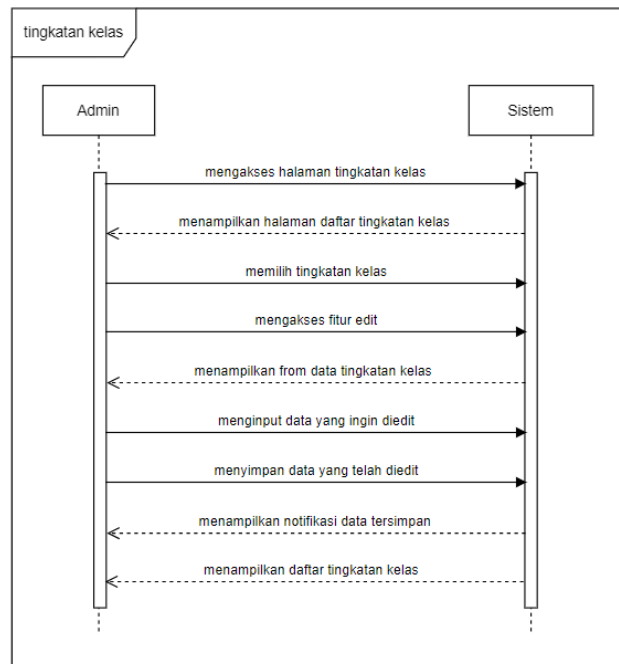 tingkatan kelas
Admin
Sistem
mengakses halaman tingkatan kelas
menampilkan halaman daftar tingkatan kelas
memilih tingkatan kelas
mengakses fitur edit
menampilkan from data tingkatan kelas
menginput data yang ingin diedit
menyimpan data yang telah diedit
menampilkan notifikasi data tersimpan
menampilkan daftar tingkatan kelas